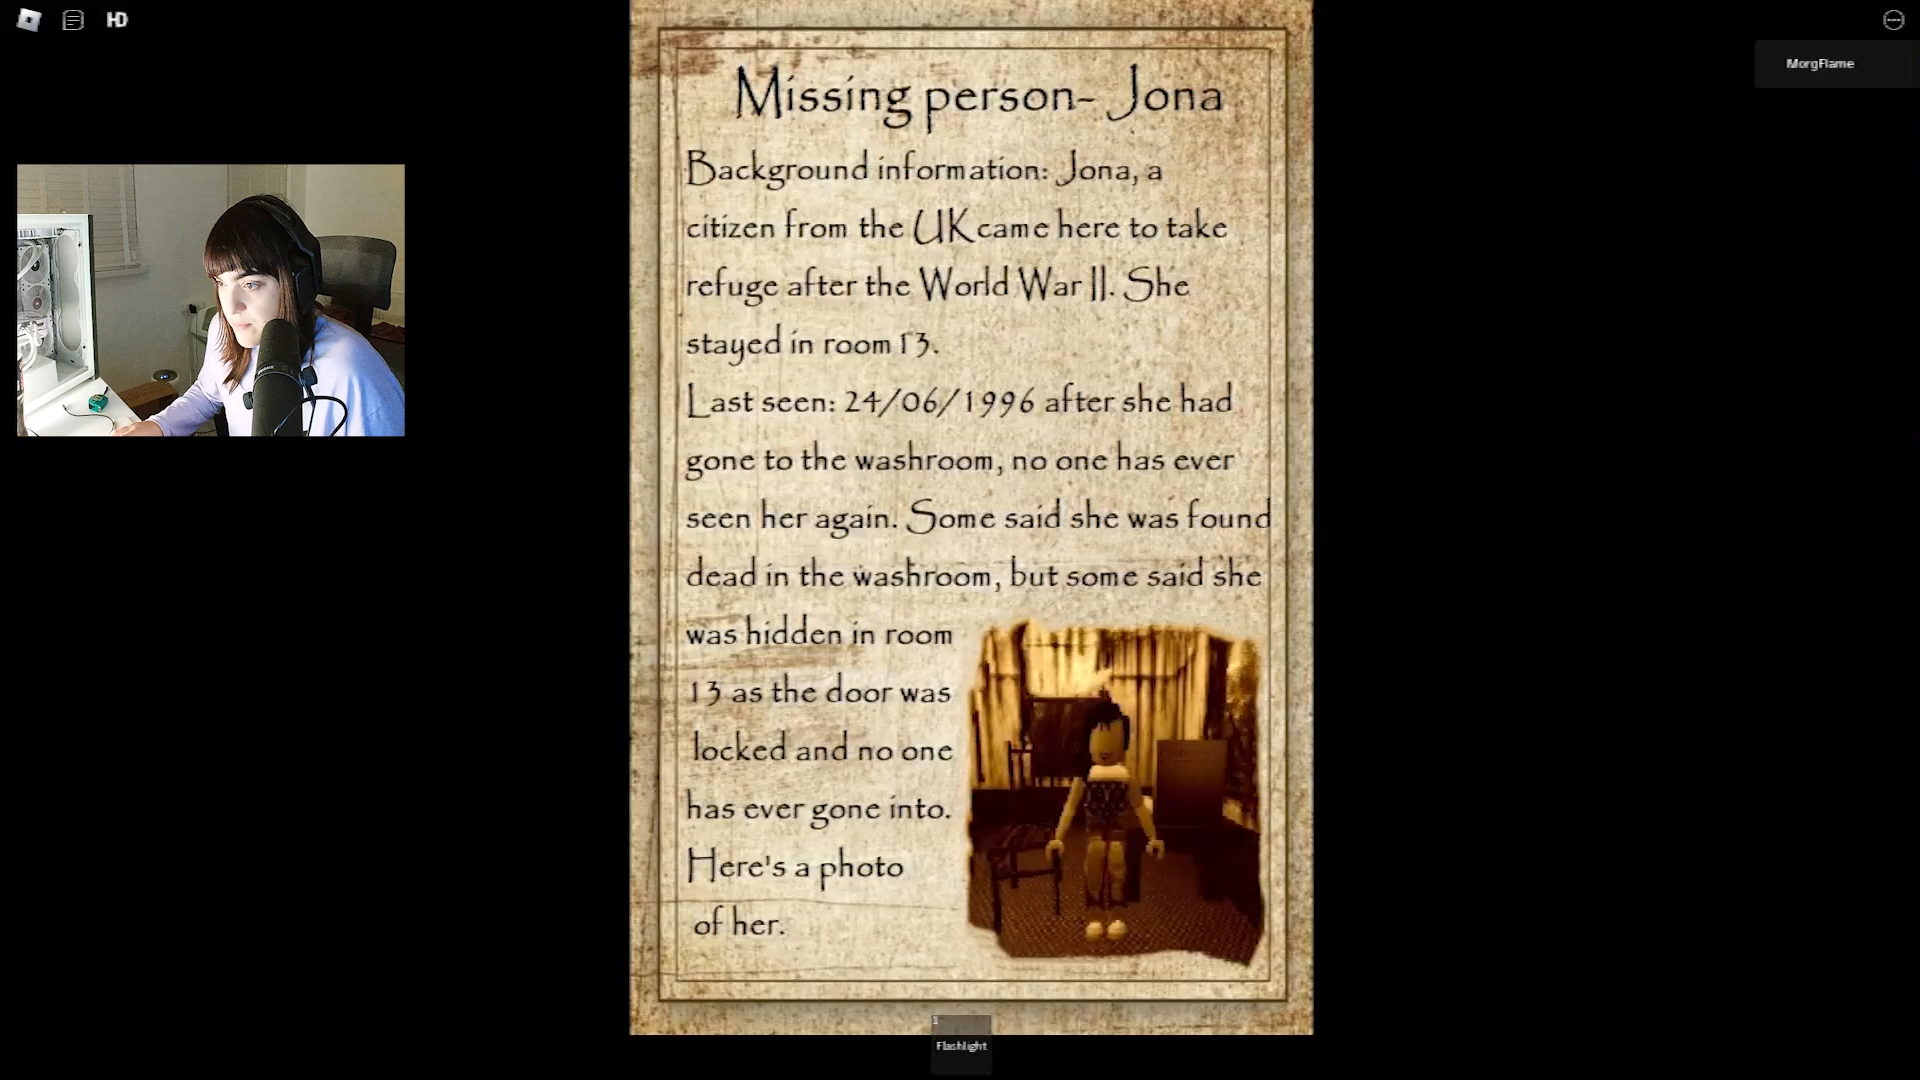 HD
MorgFlame
Missing person- Jona
Background information: Jona, a
citizen from the UK came here to take
refuge after the World War II. She
stayed in room 13.
Last seen: 24/06/1996 after she had
gone to the washroom, no one has ever
seen her again. Some said she was found
dead in the washroom, but some said she
was hidden in room
13 as the door was
locked and no one
has ever gone into.
Here's a photo
of her.
Flashlight